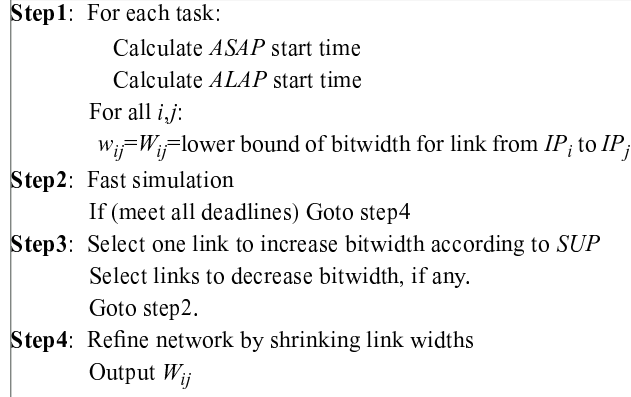 Step1: For each task:
Calculate ASAP start time
Calculate ALAP start time
For all i,j:
wij=Wij=lower bound of bitwidth for link from IPi to IPj
Step2: Fast simulation
If (meet all deadlines) Goto step4
Step3: Select one link to increase bitwidth according to SUP
Select links to decrease bitwidth, if any.
Goto step2.
Step4: Refine network by shrinking link widths
Output Wij